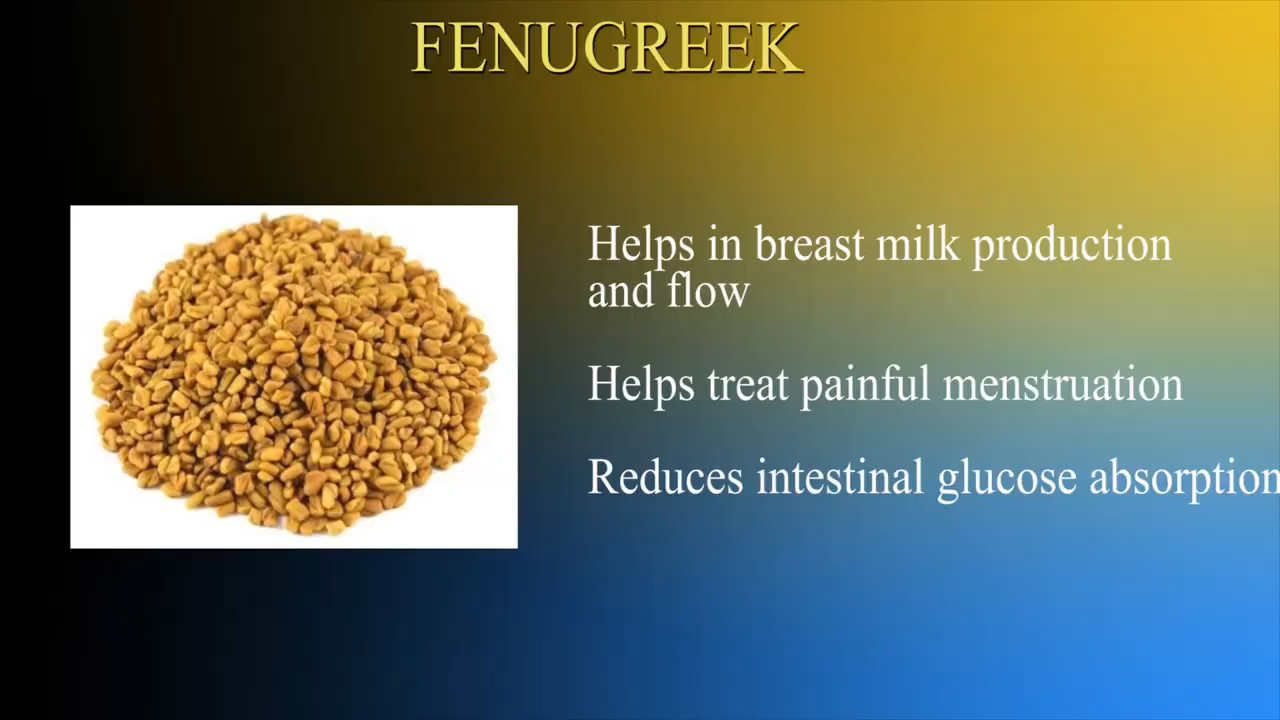 FENUGREEK
Helps in breast milk production
and flow
Helps treat painful menstruation
Reduces intestinal glucose absorption